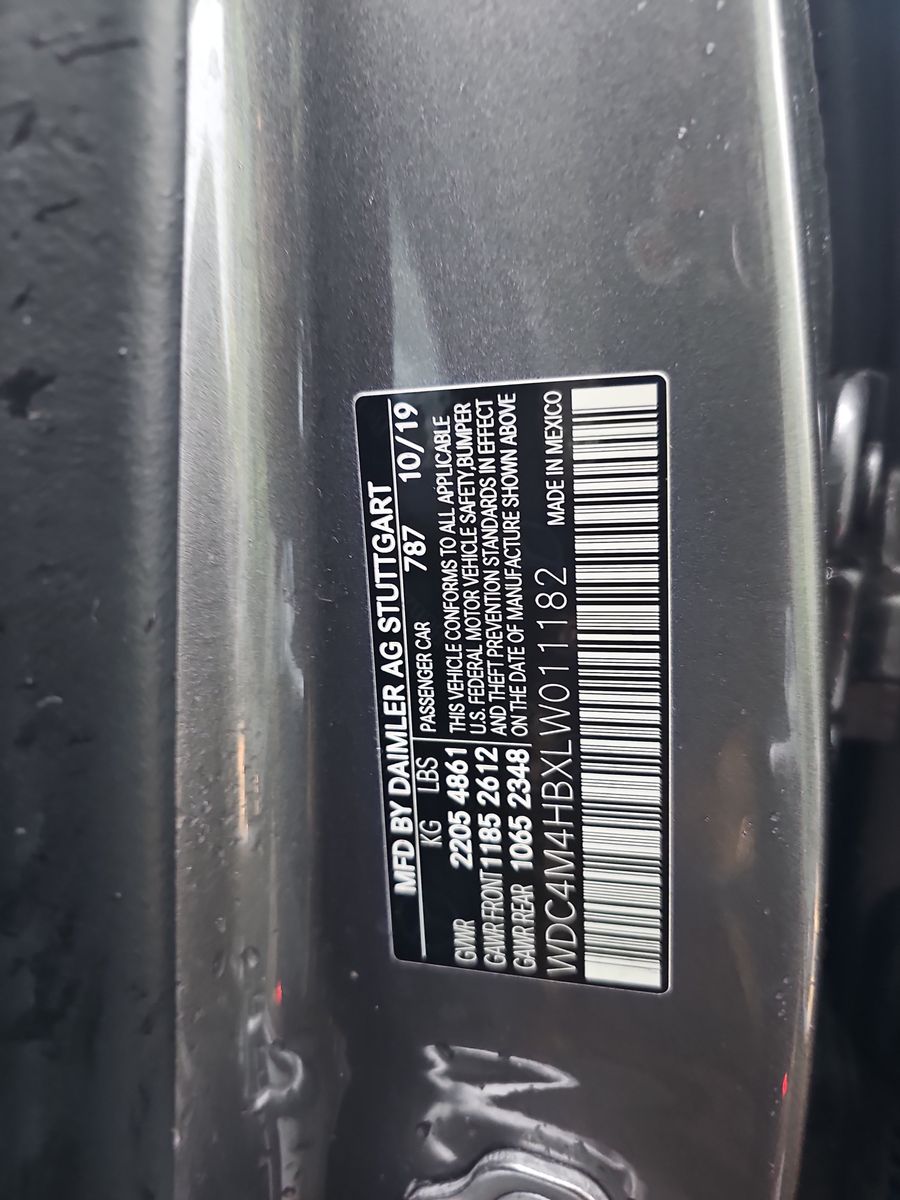 MFD BY DAIMLER AG STUTTGART
KG LBS PASSENGER CAR 787 10/19
GVWR 2205 4861 THIS VEHICLE CONFORMS TO ALL APPLICABLE
U.S. FEDERAL MOTOR VEHICLE SAFETY,BUMPER
GAWR FRONT 1185 2612 AND THEFT PREVENTION STANDARDS IN EFFECT
GAWR REAR 1065 2348 ON THE DATE OF MANUFACTURE SHOWN ABOVE
WDC4M4HBXLW011182 MADE IN MEXICO